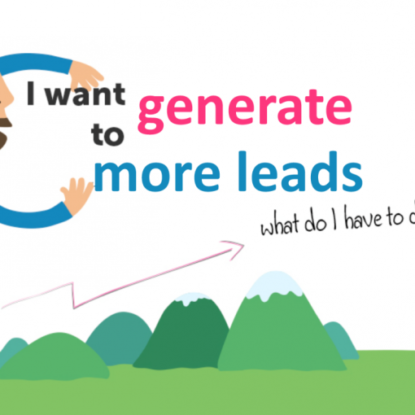 I want
generate
to
more leads
what do I have to